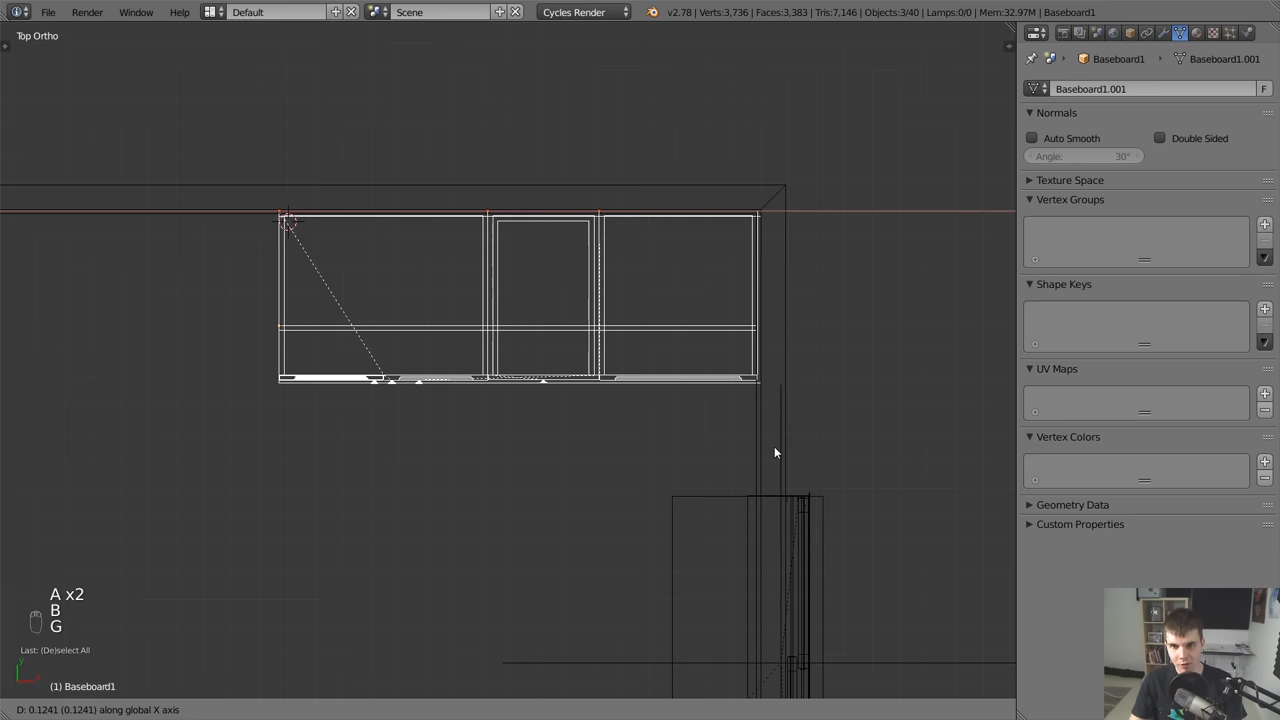 File Render Window Help Default Scene Cycles Render v2.78 | Verts:3,736 | Faces:3,383 | Tris:7,146 | Objects:3/40 | Lamps:0/0 | Mem:32.97M | Baseboard1
Top Ortho
Baseboard1 Baseboard1.001
Baseboard1.001 F
Normals
Auto Smooth Double Sided
Angle: 30°
Texture Space
Vertex Groups
Shape Keys
UV Maps
Vertex Colors
Geometry Data
Custom Properties
A x2
B
G
Last: (De)select All
y
(1) Baseboard1
D: 0.1241 (0.1241) along global X axis